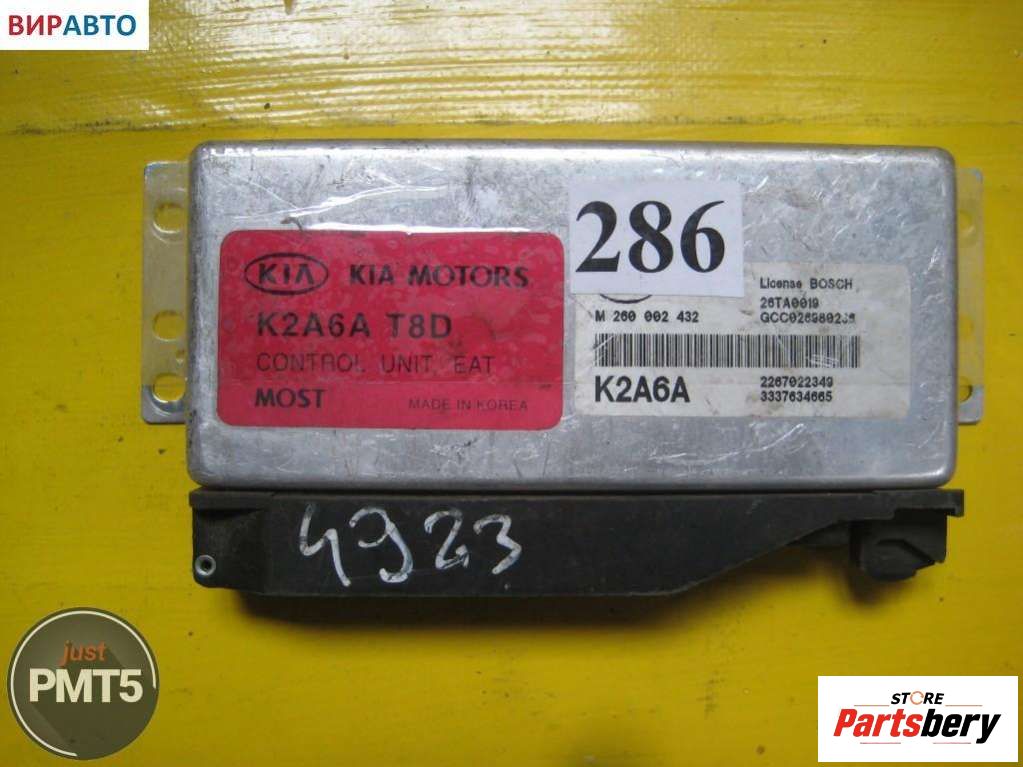 ВИРАВТО
286
KIA KIA MOTORS
K2A6A T8D
CONTROL UNIT, EAT
MOST MADE IN KOREA
License BOSCH
26TA0019
M 260 002 432
K2A6A
2267022349
3337634665
4923
just
PMT5
STORE
Partsbery